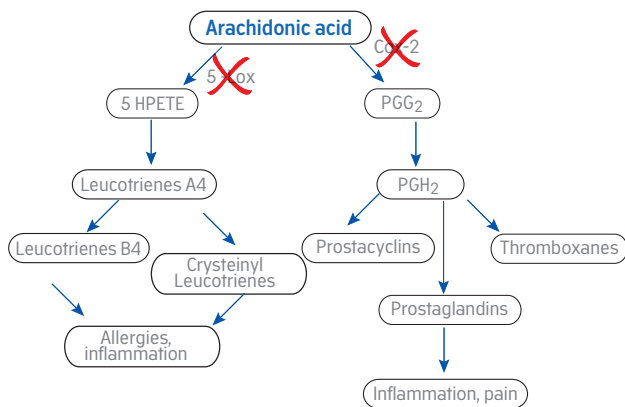 Arachidonic acid
Cox-2
5-Lox
5 HPETE
PGG₂
Leucotrienes A4
PGH₂
Leucotrienes B4
Crysteinyl
Leucotrienes
Prostacyclins
Thromboxanes
Allergies,
inflammation
Prostaglandins
Inflammation, pain